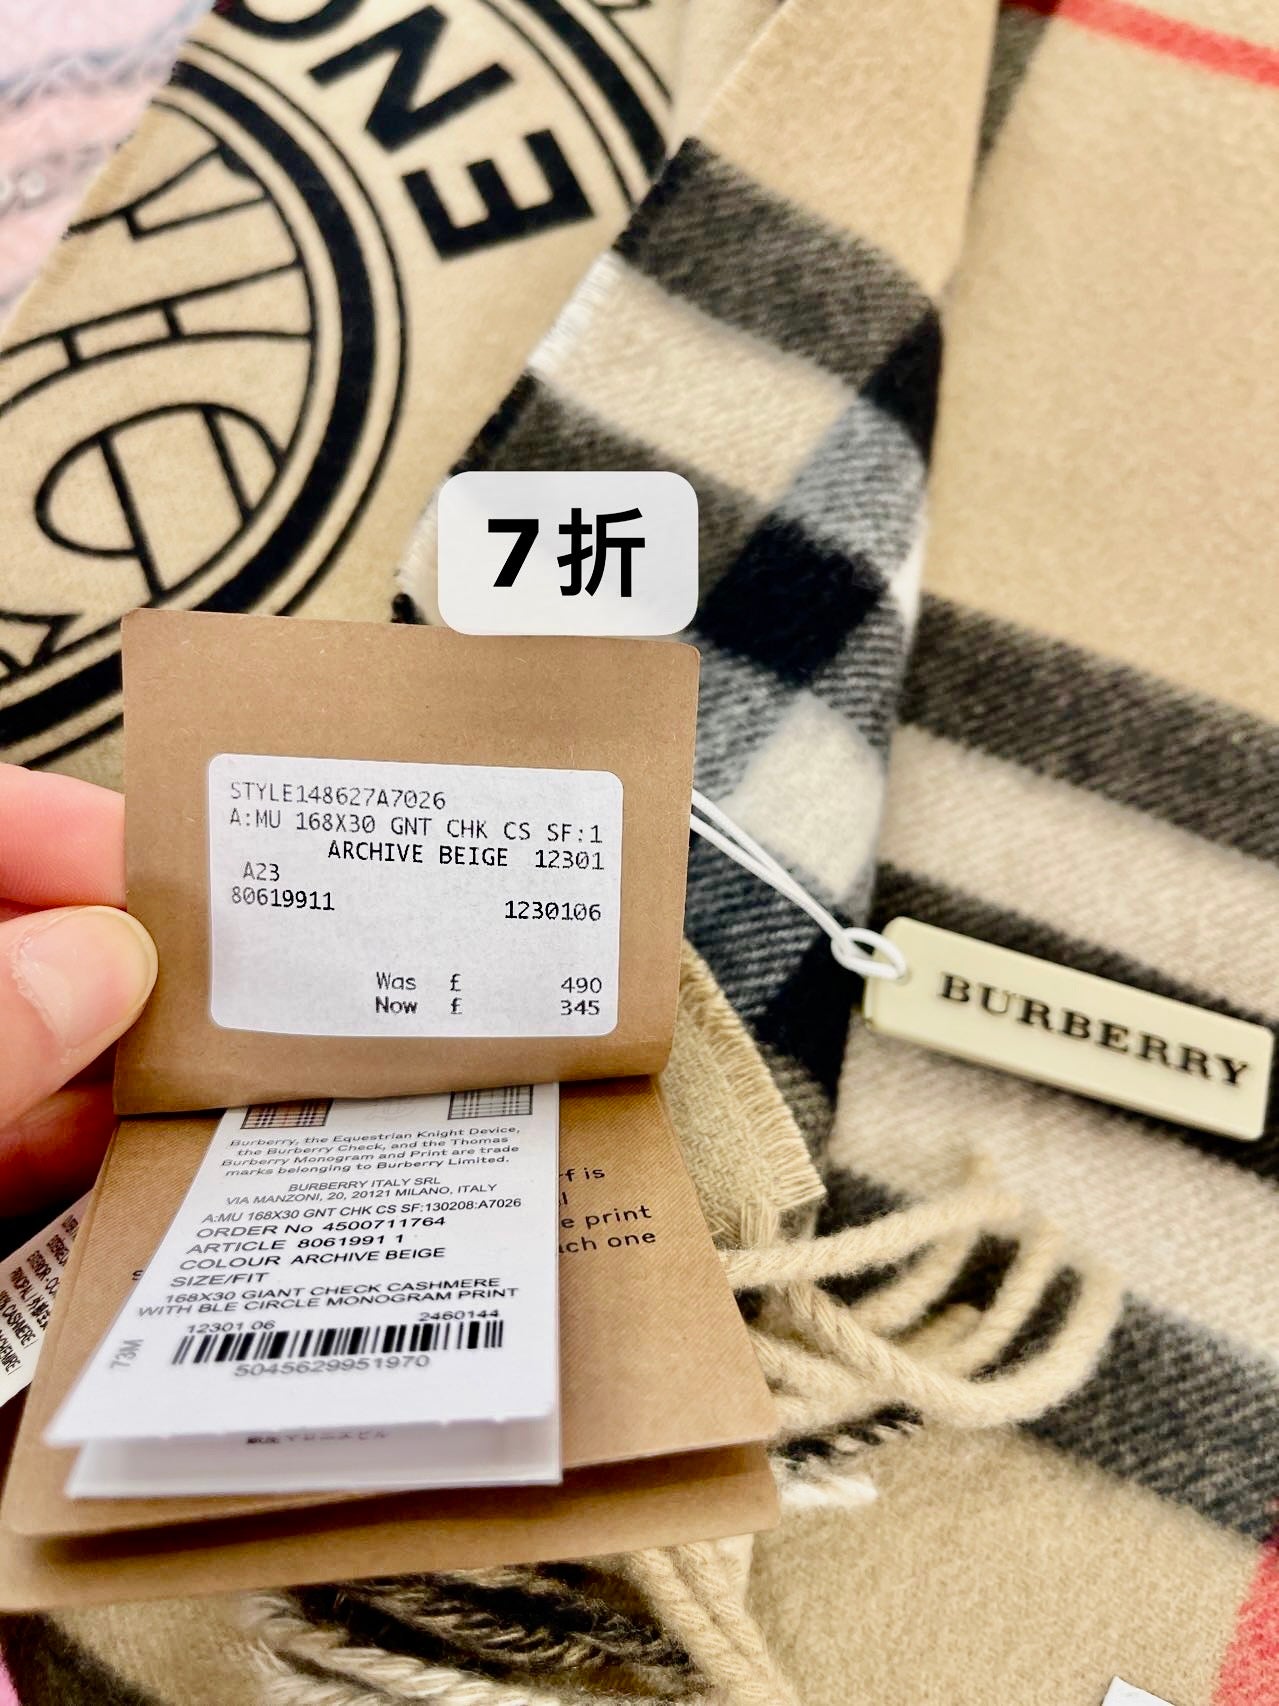 ONE
7折
STYLE148627A7026
A:MU 168X30 GNT CHK CS SF:1
ARCHIVE BEIGE 12301
A23
80619911 1230106
Was £ 490
Now £ 345
BURBERRY
Burberry, the Equestrian Knight Device,
the Burberry Check, and the Thomas
Burberry Monogram and Print are trade
marks belonging to Burberry Limited.
BURBERRY ITALY SRL
VIA MANZONI, 20, 20121 MILANO, ITALY
A:MU 168X30 GNT CHK CS SF:130208:A7026
ORDER No 4500711764
ARTICLE 8061991 1
COLOUR ARCHIVE BEIGE
SIZE/FIT
168X30 GIANT CHECK CASHMERE
WITH BLE CIRCLE MONOGRAM PRINT
12301 06 2460144
73M
5045629951970
is
print
each one